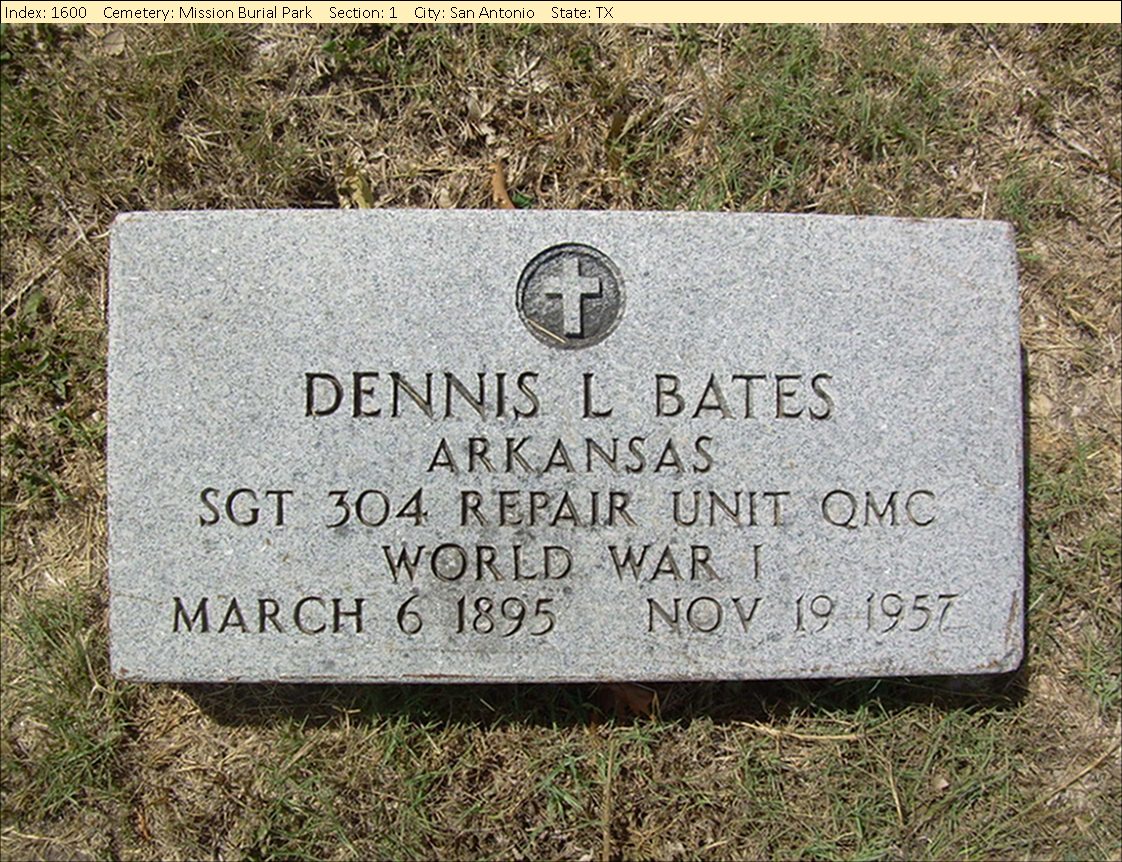 Index: 1600 Cemetery: Mission Burial Park Section: 1 City: San Antonio State: TX
DENNIS L BATES
ARKANSAS
SGT 304 REPAIR UNIT QMC
WORLD WAR I
MARCH 6 1895 NOV 19 1957